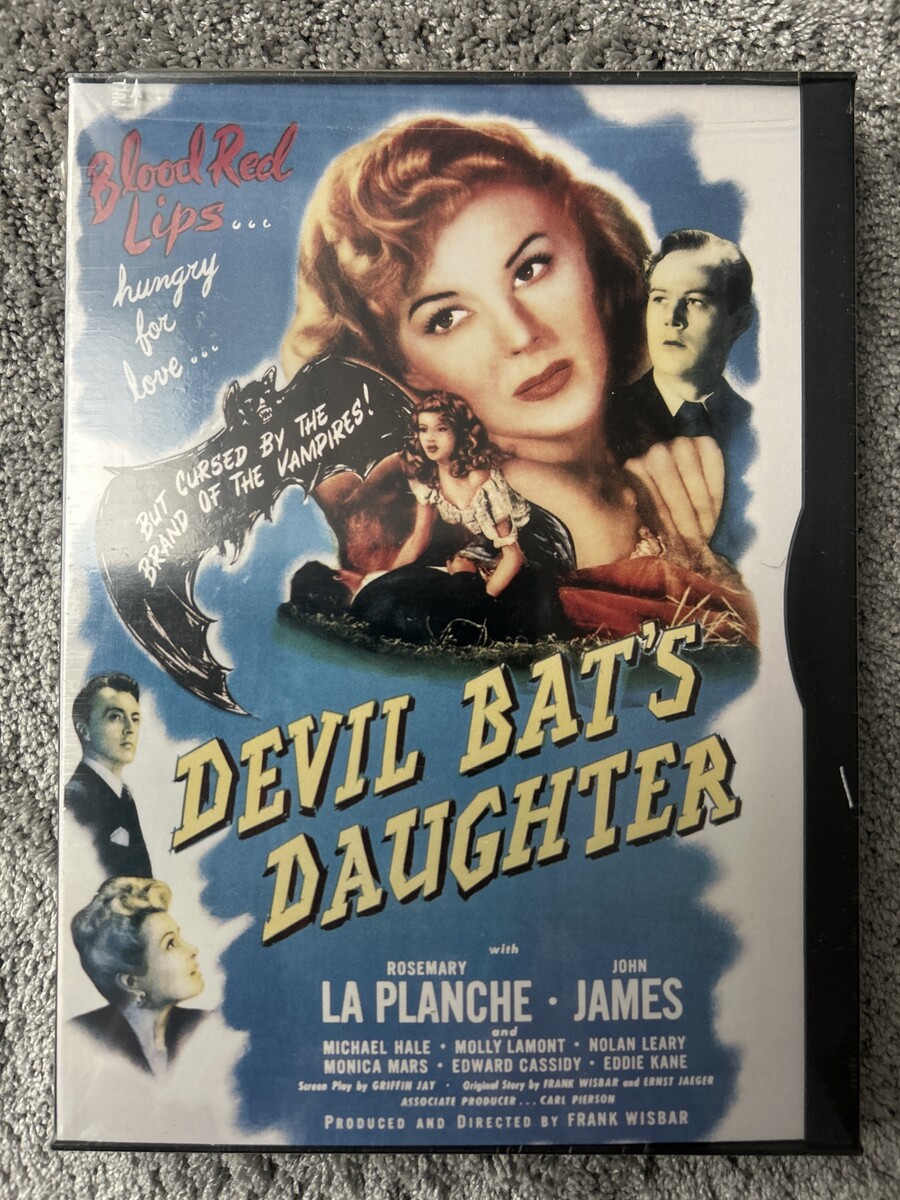 PULL
Blood Red
Lips...
hungry
for
love...
BUT CURSED BY THE
BRAND OF THE VAMPIRES!
DEVIL BAT'S
DAUGHTER
with
ROSEMARY JOHN
LA PLANCHE · JAMES
and
MICHAEL HALE · MOLLY LAMONT · NOLAN LEARY
MONICA MARS · EDWARD CASSIDY · EDDIE KANE
Screen Play by GRIFFIN JAY · Original Story by FRANK WISBAR and ERNST JAEGER
ASSOCIATE PRODUCER... CARL PIERSON
PRODUCED AND DIRECTED BY FRANK WISBAR